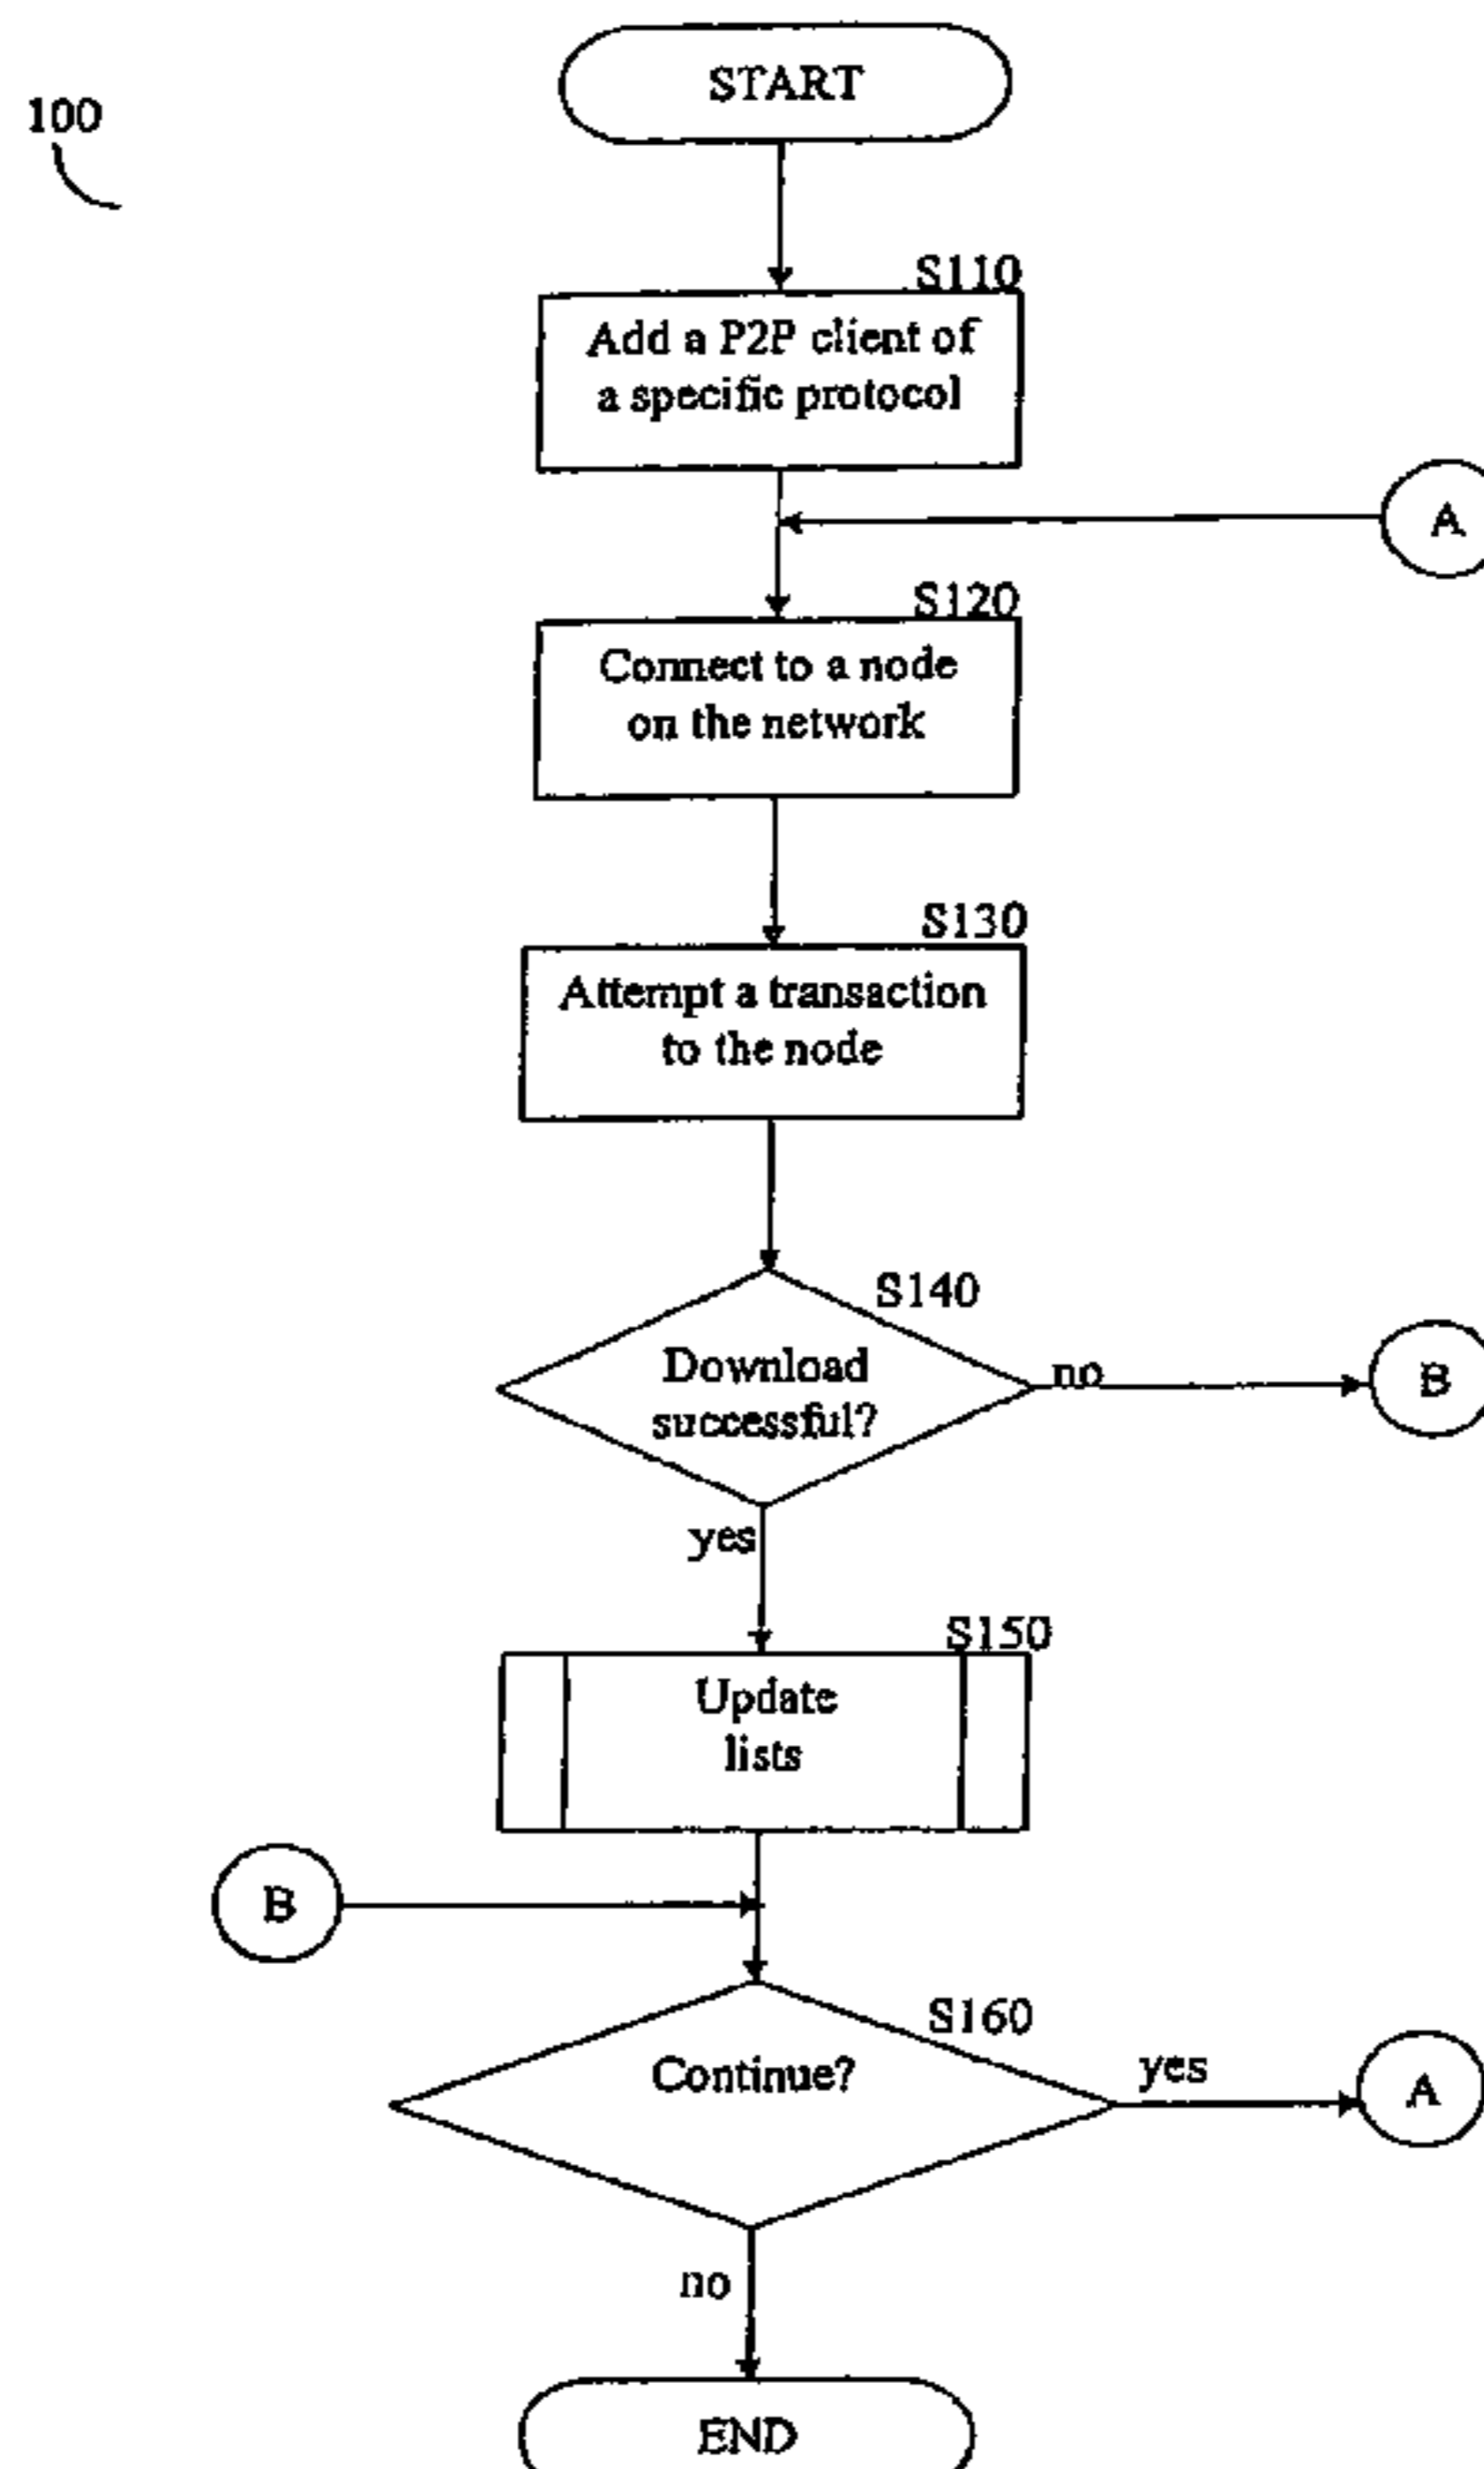 START
100
S110
Add a P2P client of
a specific protocol
A
S120
Connect to a node
on the network
S130
Attempt a transaction
to the node
S140
Download
successful?
no
B
yes
S150
Update
lists
B
S160
Continue?
yes
A
no
END